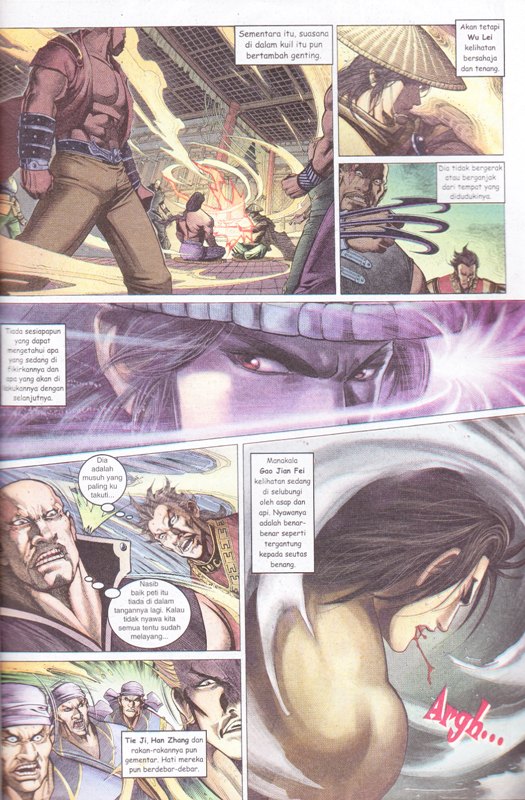 Sementara itu, suasana
di dalam kuil itu pun
bertambah genting.
Akan tetapi
Wu Lei
kelihatan
bersahaja
dan tenang.
Dia tidak bergerak
atau berganjak
dari tempat yang
didudukinya.
Tiada sesiapapun
yang dapat
mengetahui apa
yang sedang di
fikirkannya dan
apa yang akan di
lakukannya dengan
selanjutnya.
Dia
adalah
musuh yang
paling ku
takuti...
Nasib
baik peti itu
tiada di dalam
tangannya lagi. Kalau
tidak nyawa kita
semua tentu sudah
melayang...
Manakala
Gao Jian Fei
kelihatan sedang
di selubungi
oleh asap dan
api. Nyawanya
adalah benar-
benar seperti
tergantung
kepada seutas
benang.
Argh...
Tie Ji, Han Zhang dan
rakan-rakannya pun
gementar. Hati mereka
pun berdebar-debar.